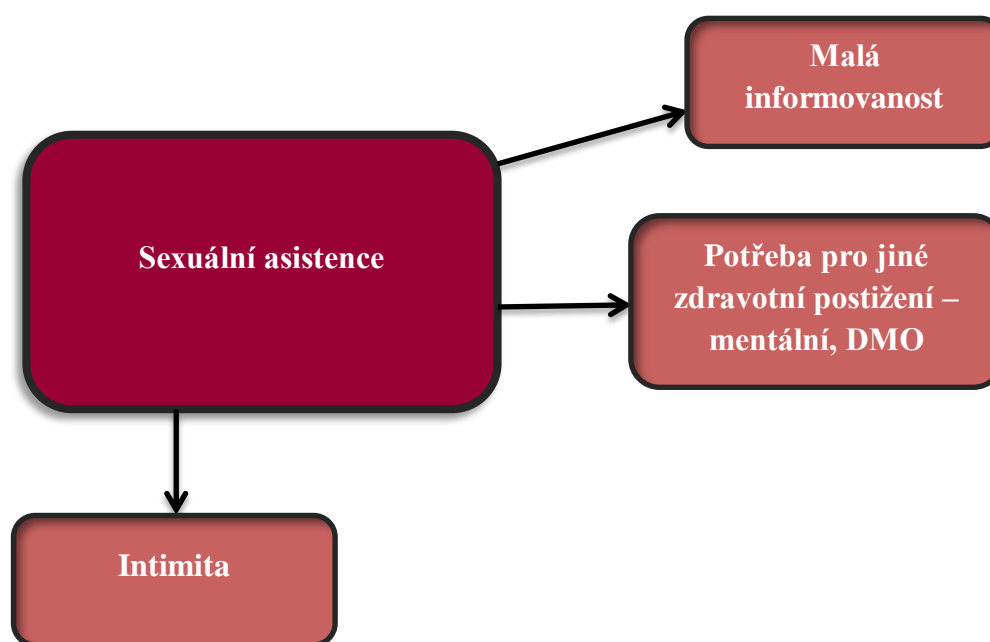 Malá
informovanost
Sexuální asistence
Potřeba pro jiné
zdravotní postižení –
mentální, DMO
Intimita